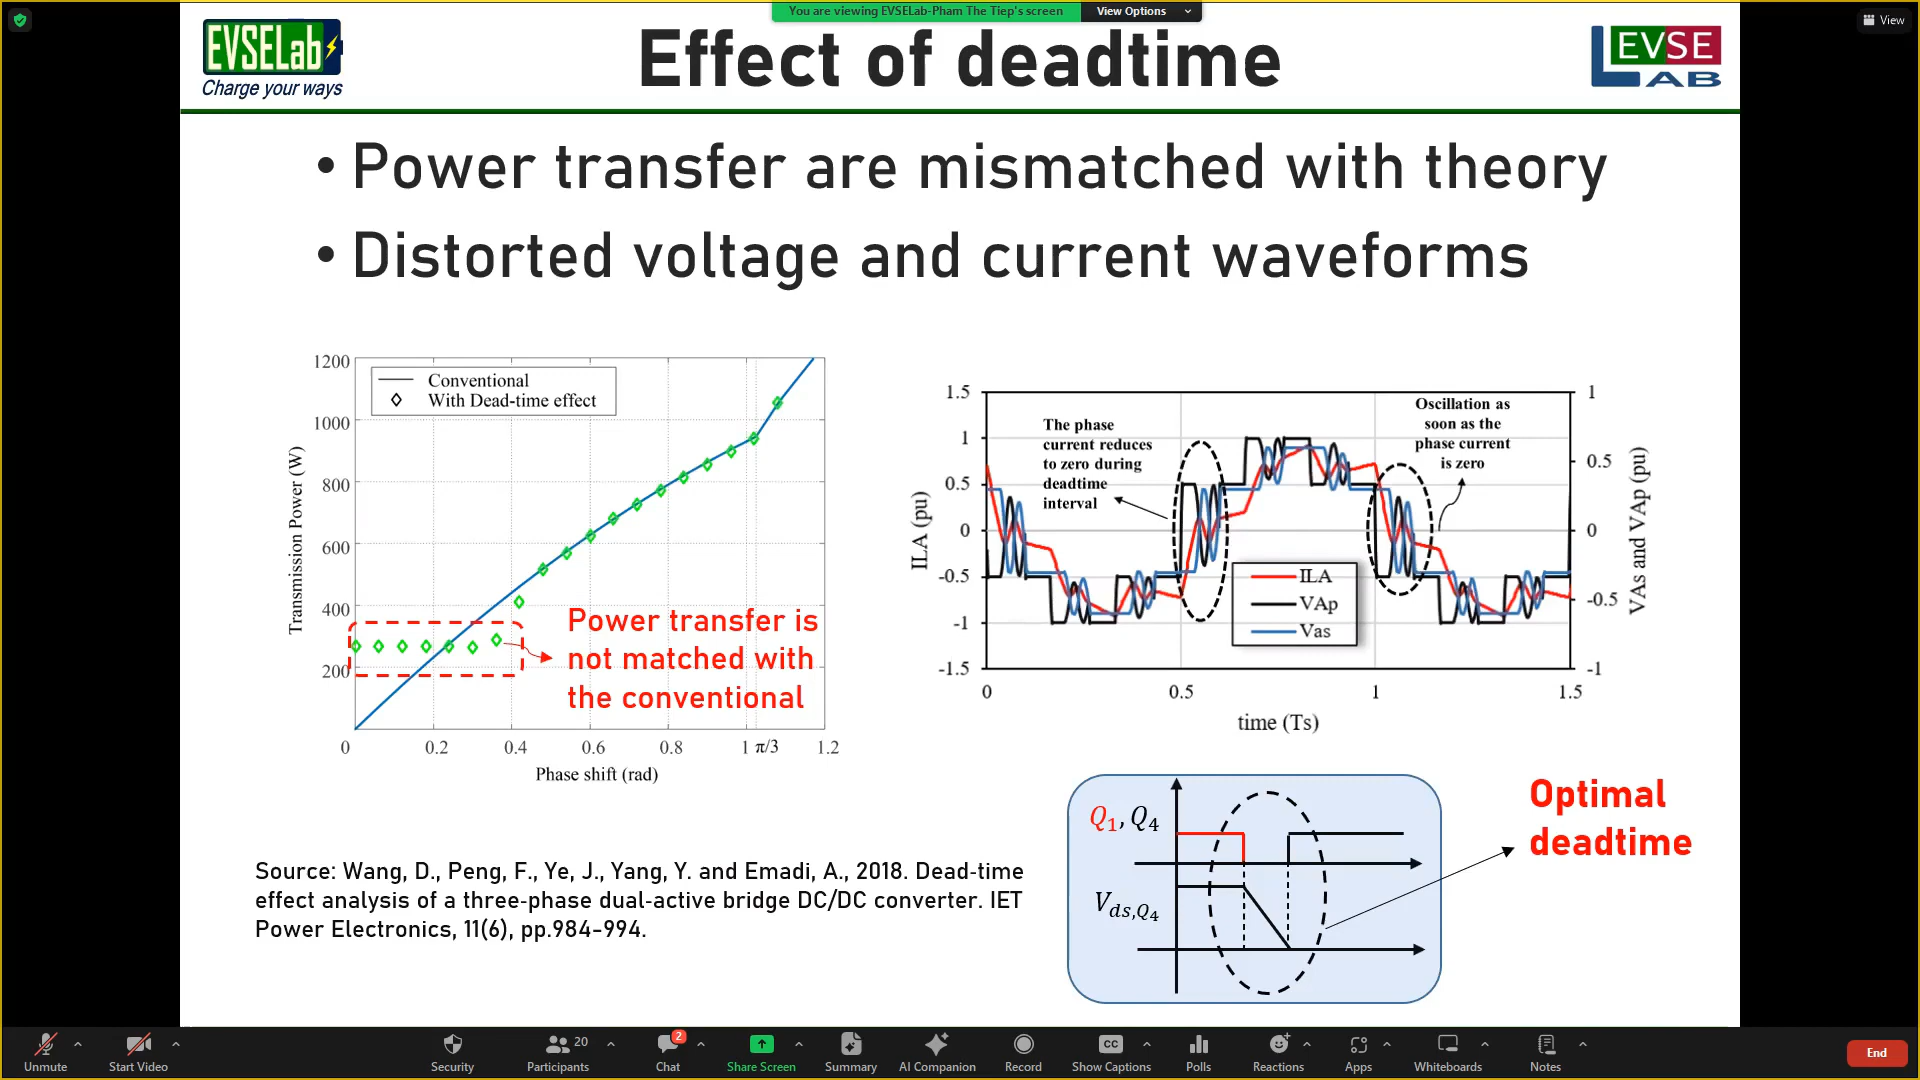 You are viewing EVSELab-Pham The Tiep's screen
View Options
View
EVSELab
Charge your ways
Effect of deadtime
EVSE
LAB
• Power transfer are mismatched with theory
• Distorted voltage and current waveforms
1200
1000
800
600
400
200
0
0.2
0.4
0.6
0.8
1
π/3
1.2
Transmission Power (W)
Phase shift (rad)
Conventional
With Dead-time effect
Power transfer is
not matched with
the conventional
1.5
1
0.5
0
-0.5
-1
-1.5
ILA (pu)
The phase
current reduces
to zero during
deadtime
interval
Oscillation as
soon as the
phase current
is zero
ILA
VAp
Vas
1
0.5
0
-0.5
-1
VAs and VAp (pu)
0
0.5
1
1.5
time (Ts)
Q1, Q4
Vds,Q4
Optimal
deadtime
Source: Wang, D., Peng, F., Ye, J., Yang, Y. and Emadi, A., 2018. Dead-time
effect analysis of a three-phase dual-active bridge DC/DC converter. IET
Power Electronics, 11(6), pp.984-994.
Unmute
Start Video
Security
20
Participants
2
Chat
Share Screen
Summary
AI Companion
Record
CC
Show Captions
Polls
Reactions
Apps
Whiteboards
Notes
End